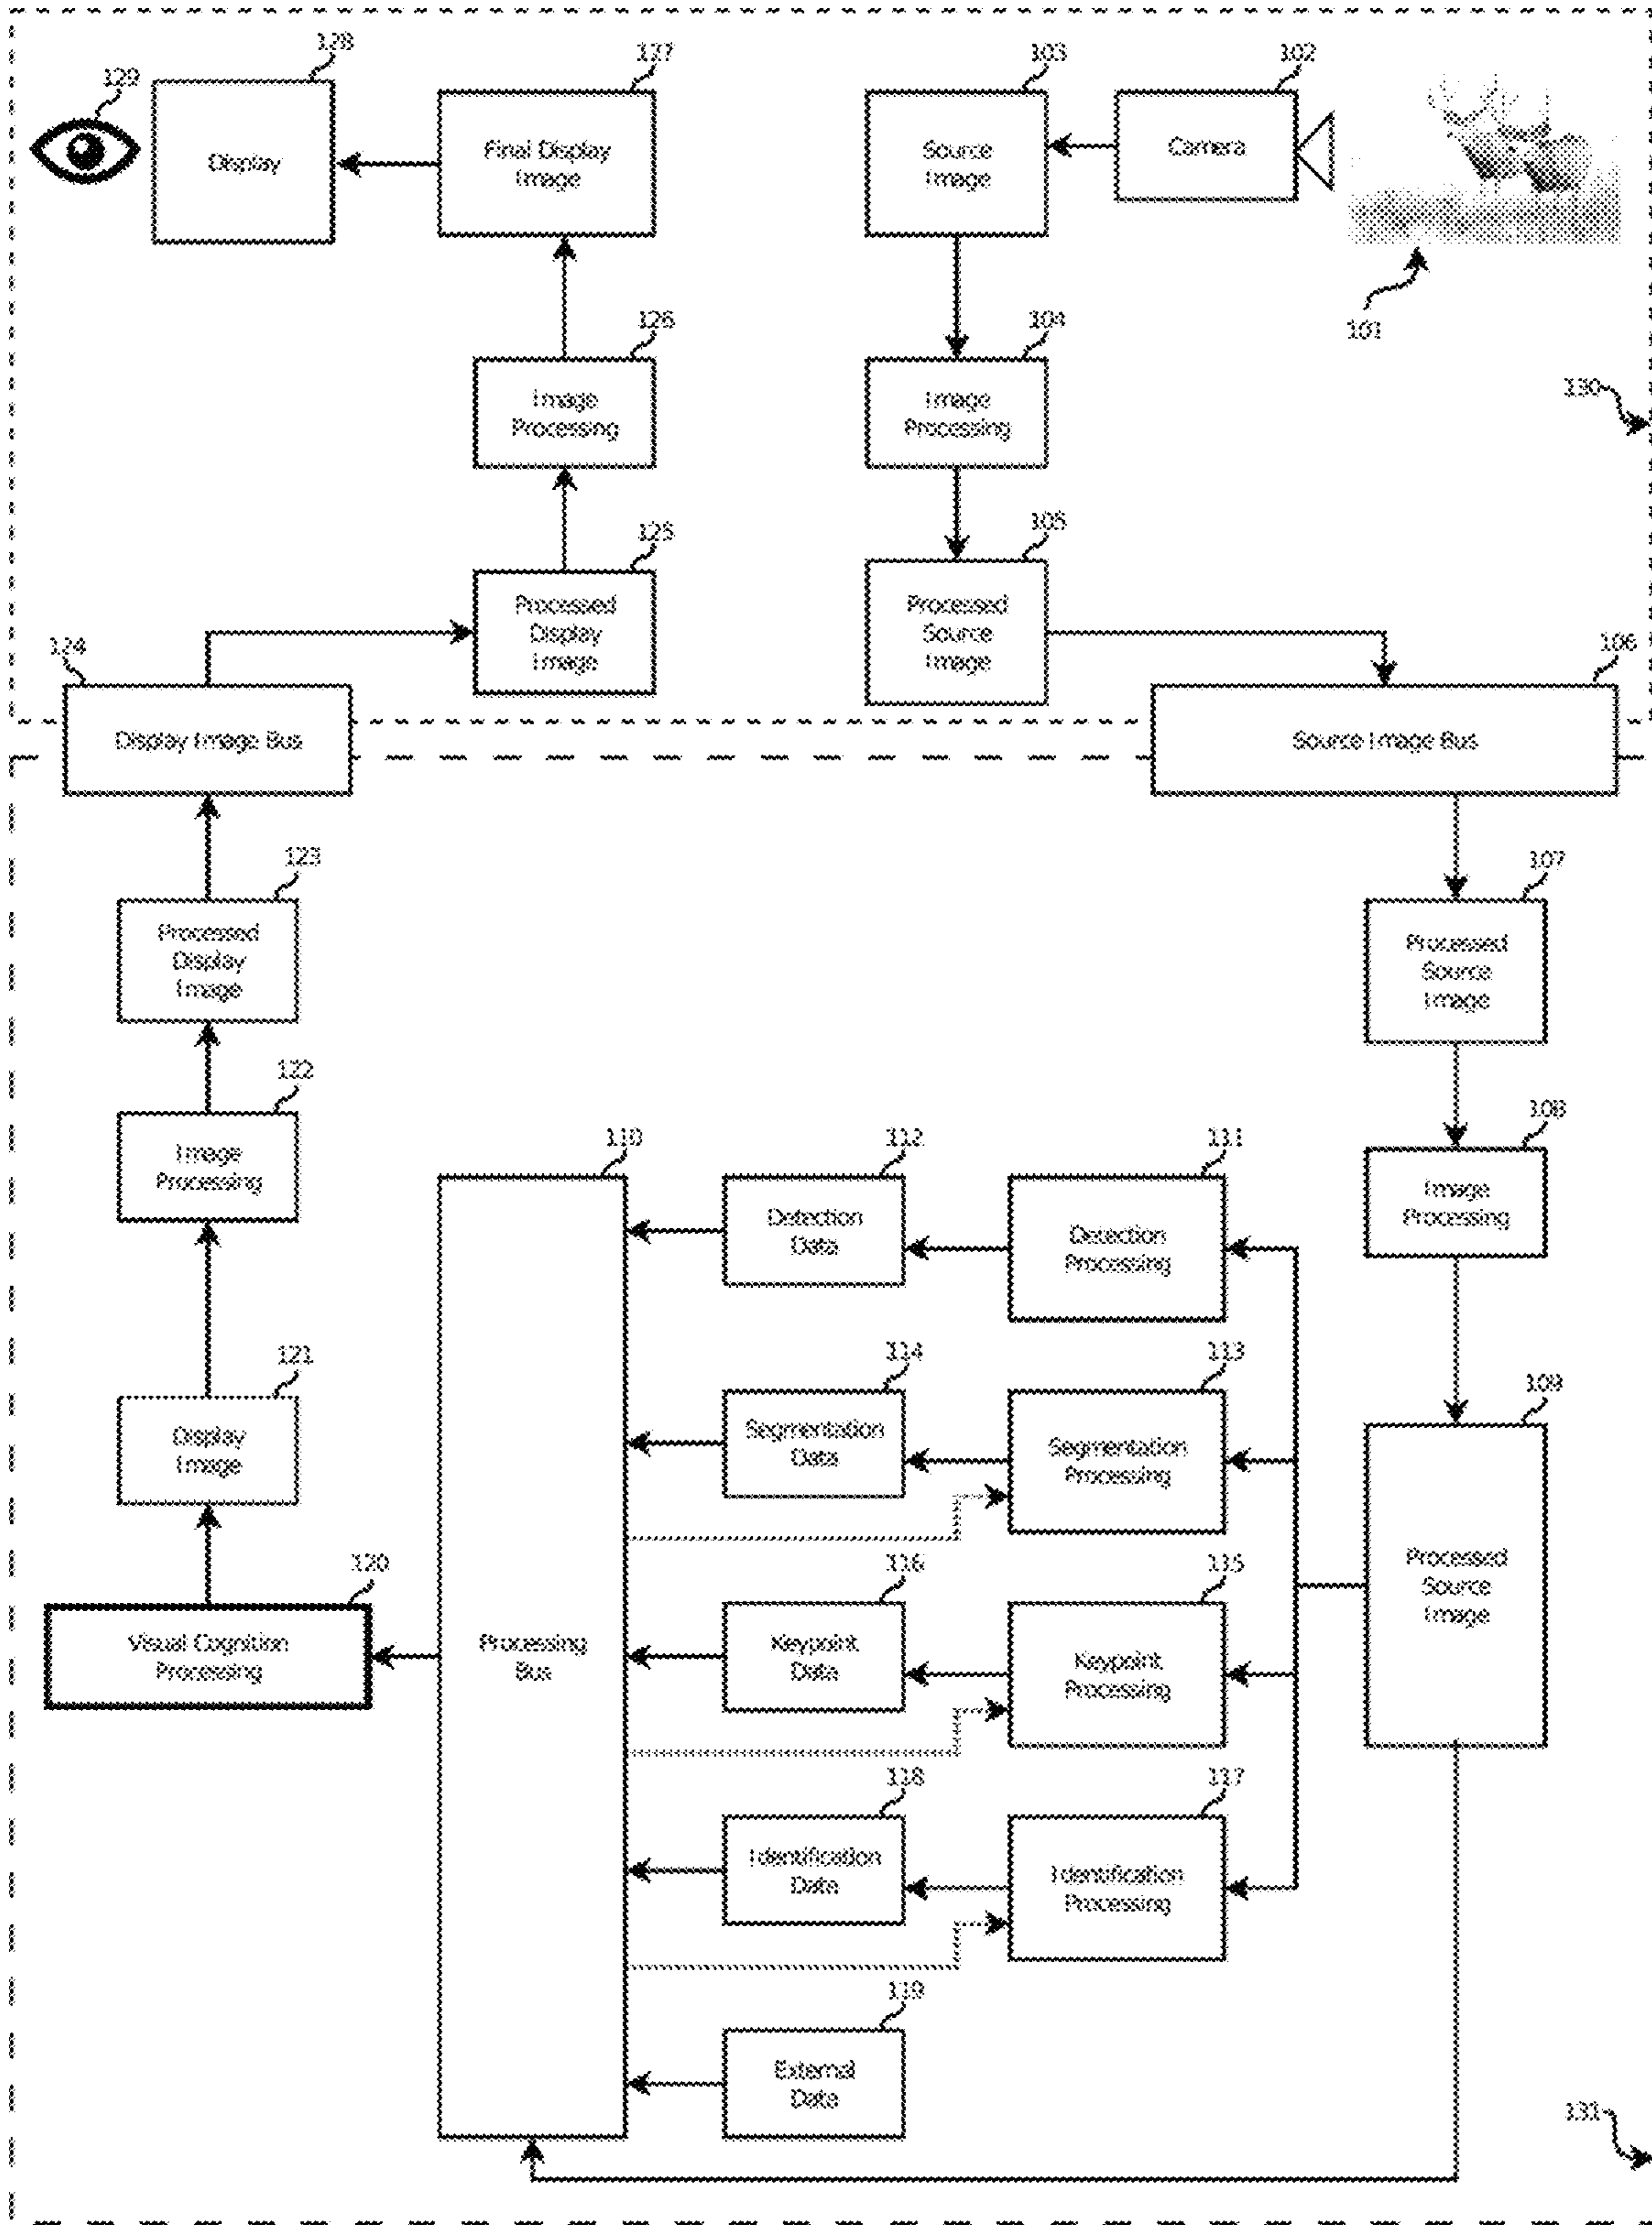 128
127
103
102
129
Display
Final Display
Image
Source
Image
Camera
101
126
104
130
Image
Processing
Image
Processing
125
105
Processed
Display
Image
Processed
Source
Image
124
106
Display Image Bus
Source Image Bus
123
107
Processed
Display
Image
Processed
Source
Image
122
108
Image
Processing
Image
Processing
110
112
111
Detection
Data
Detection
Processing
121
114
113
109
Display
Image
Segmentation
Data
Segmentation
Processing
120
116
115
Processed
Source
Image
Visual Cognition
Processing
Processing
Bus
Keypoint
Data
Keypoint
Processing
118
117
Identification
Data
Identification
Processing
119
External
Data
131